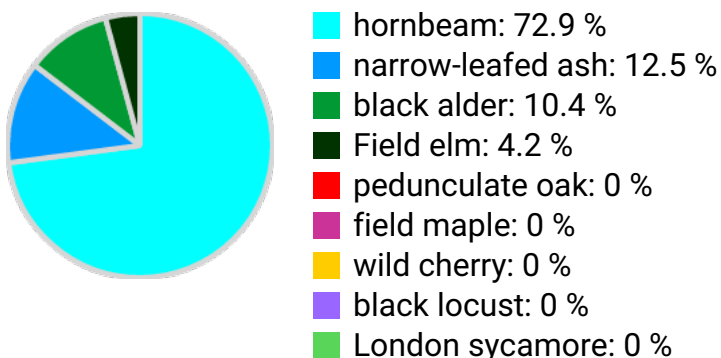 hornbeam: 72.9 %
narrow-leafed ash: 12.5 %
black alder: 10.4 %
Field elm: 4.2 %
pedunculate oak: 0 %
field maple: 0 %
wild cherry: 0 %
black locust: 0 %
London sycamore: 0 %